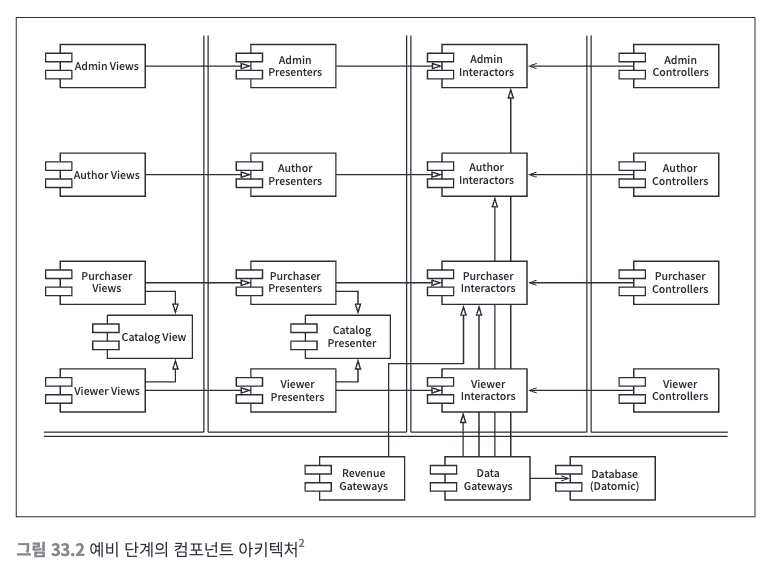 Admin Views
Admin
Presenters
Admin
Interactors
Admin
Controllers
Author Views
Author
Presenters
Author
Interactors
Author
Controllers
Purchaser
Views
Purchaser
Presenters
Purchaser
Interactors
Purchaser
Controllers
Catalog View
Catalog
Presenter
Viewer Views
Viewer
Presenters
Viewer
Interactors
Viewer
Controllers
Revenue
Gateways
Data
Gateways
Database
(Datomic)
그림 33.2 예비 단계의 컴포넌트 아키텍처2